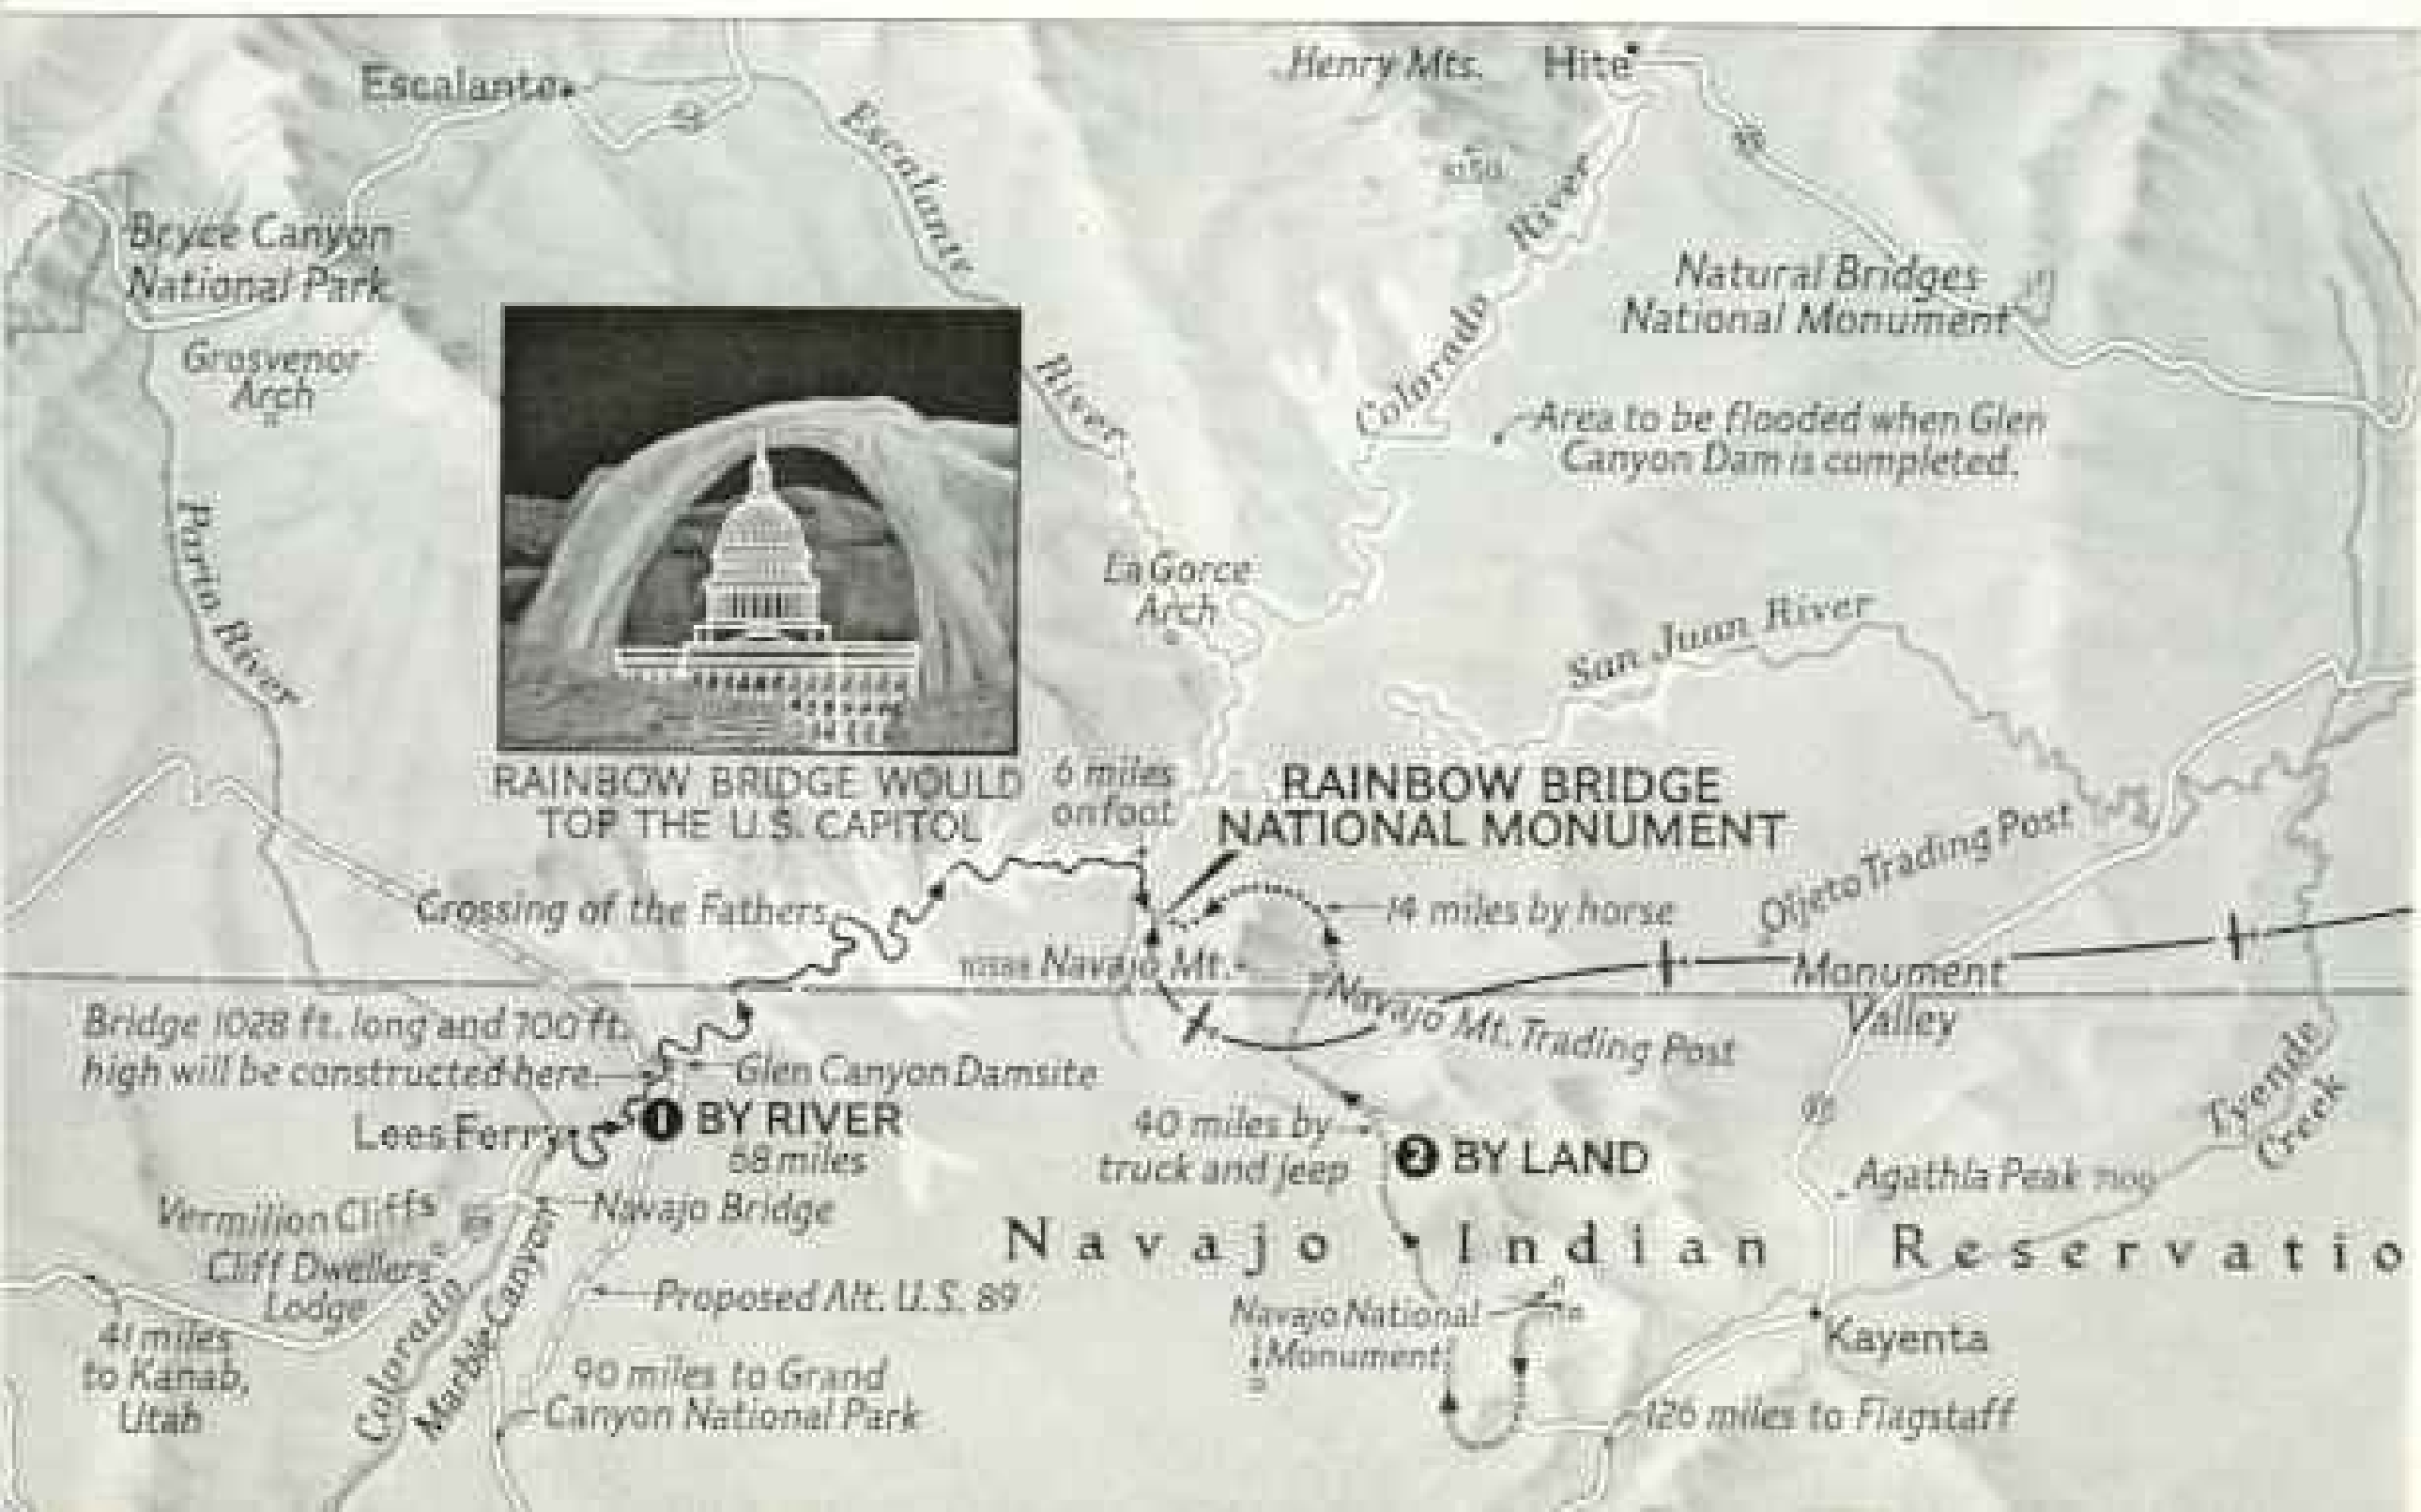 Henry Mts.
Hite
Escalante
Escalante
River
Colorado
River
Bryce Canyon
National Park
Natural Bridges
National Monument
Grosvenor
Arch
Area to be flooded when Glen
Canyon Dam is completed.
Paria River
La Gorce
Arch
San Juan River
RAINBOW BRIDGE WOULD
TOP THE U.S. CAPITOL
6 miles
on foot
RAINBOW BRIDGE
NATIONAL MONUMENT
Oljeto Trading Post
Crossing of the Fathers
14 miles by horse
Navajo Mt.
Monument
Valley
Navajo Mt. Trading Post
Bridge 1028 ft. long and 700 ft.
high will be constructed here.
Glen Canyon Damsite
Lees Ferry
1 BY RIVER
68 miles
40 miles by
truck and jeep
2 BY LAND
Tyende
Creek
Agathla Peak 7100
Vermilion Cliffs
Navajo Bridge
Cliff Dwellers
Lodge
Navajo Indian Reservatio
Proposed Alt. U.S. 89
Navajo National
Monument
Kayenta
41 miles
to Kanab,
Utah
Colorado
Marble Canyon
90 miles to Grand
Canyon National Park
126 miles to Flagstaff